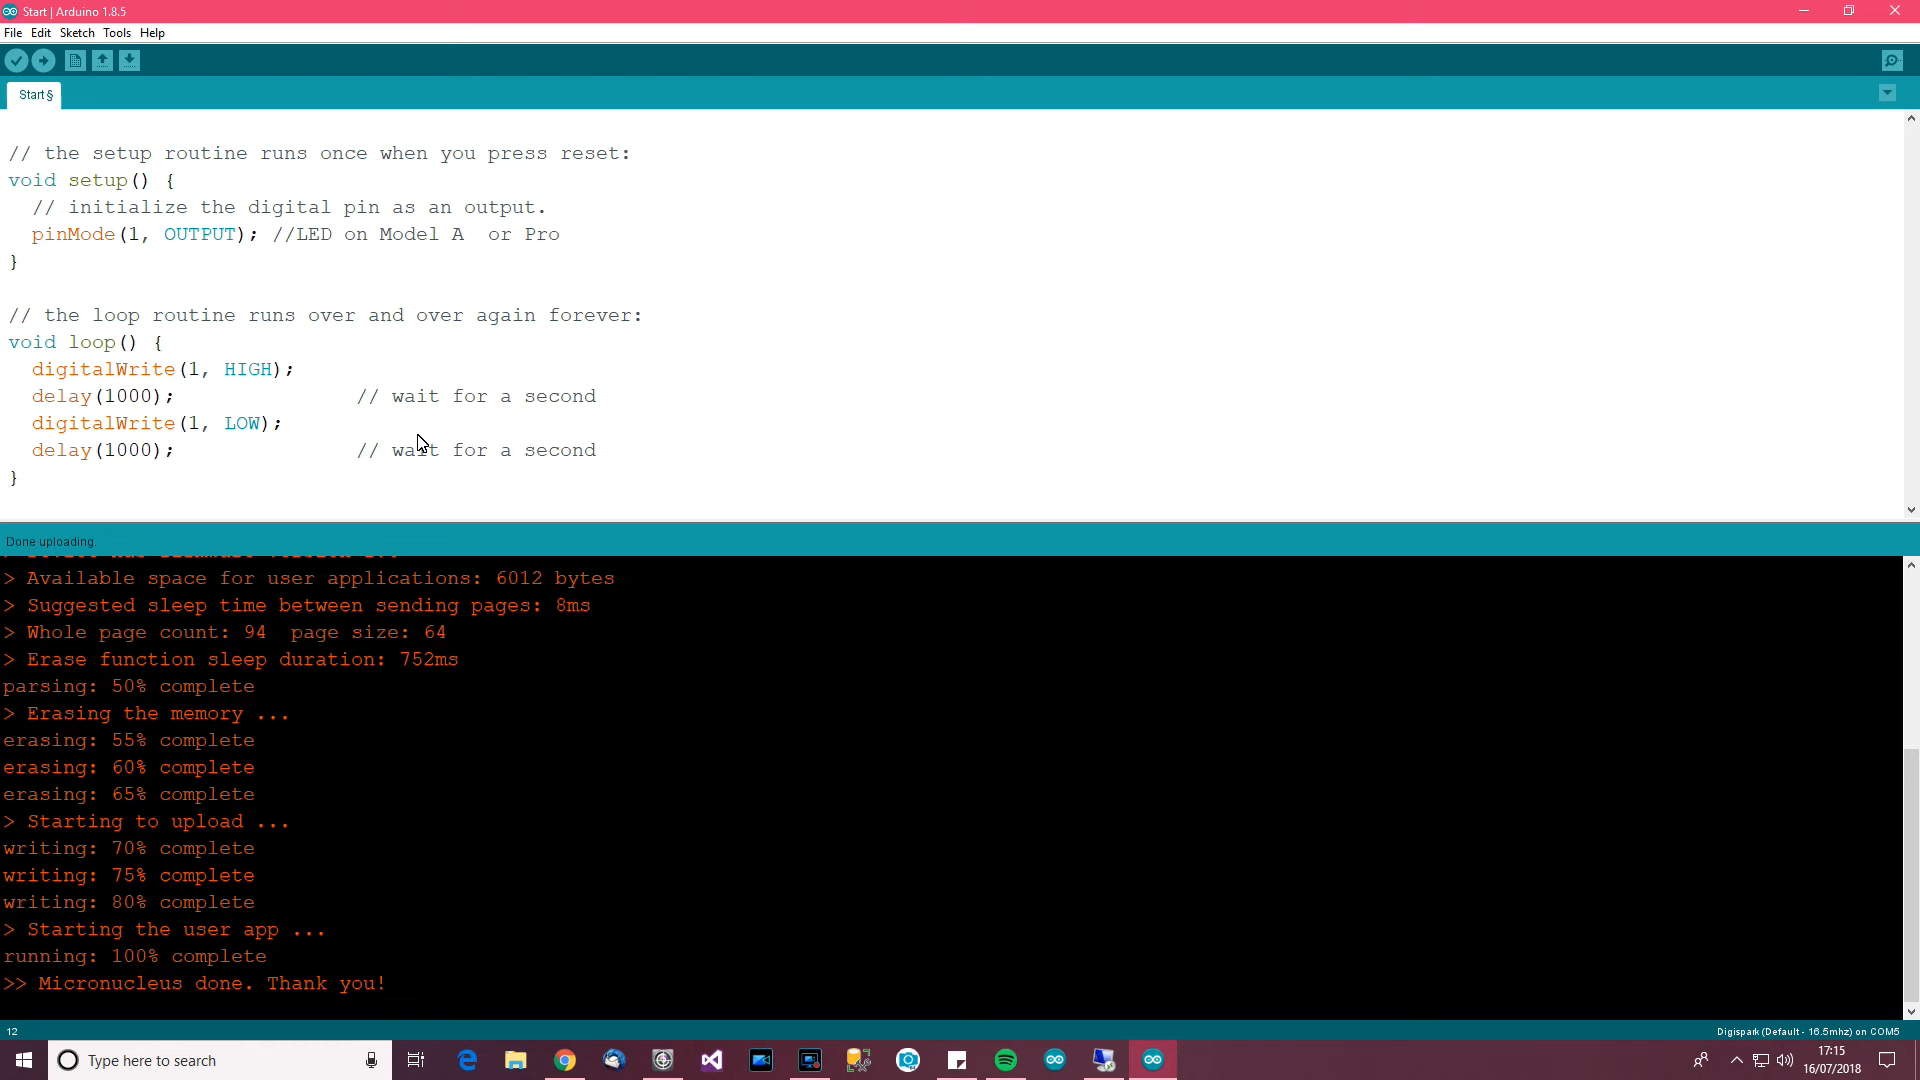 Start | Arduino 1.8.5
File Edit Sketch Tools Help
Start §
// the setup routine runs once when you press reset:
void setup() {
// initialize the digital pin as an output.
pinMode(1, OUTPUT); //LED on Model A  or Pro
}
// the loop routine runs over and over again forever:
void loop() {
digitalWrite(1, HIGH);
delay(1000);               // wait for a second
digitalWrite(1, LOW);
delay(1000);               // wait for a second
}
Done uploading.
> Available space for user applications: 6012 bytes
> Suggested sleep time between sending pages: 8ms
> Whole page count: 94  page size: 64
> Erase function sleep duration: 752ms
parsing: 50% complete
> Erasing the memory ...
erasing: 55% complete
erasing: 60% complete
erasing: 65% complete
> Starting to upload ...
writing: 70% complete
writing: 75% complete
writing: 80% complete
> Starting the user app ...
running: 100% complete
>> Micronucleus done. Thank you!
12
Digispark (Default - 16.5mhz) on COM5
Type here to search
17:15
16/07/2018